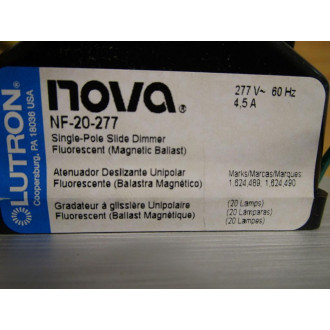 LUTRON®
Coopersburg, PA 18036 USA
nova®
NF-20-277
277 V~ 60 Hz
4,5 A
Single-Pole Slide Dimmer
Fluorescent (Magnetic Ballast)
Atenuador Deslizante Unipolar
Fluorescente (Balastra Magnético)
Marks/Marcas/Marques:
1,624,489; 1,624,490
Gradateur à glissière Unipolaire
Fluorescent (Ballast Magnétique)
(20 Lamps)
(20 Lamparas)
(20 Lampes)